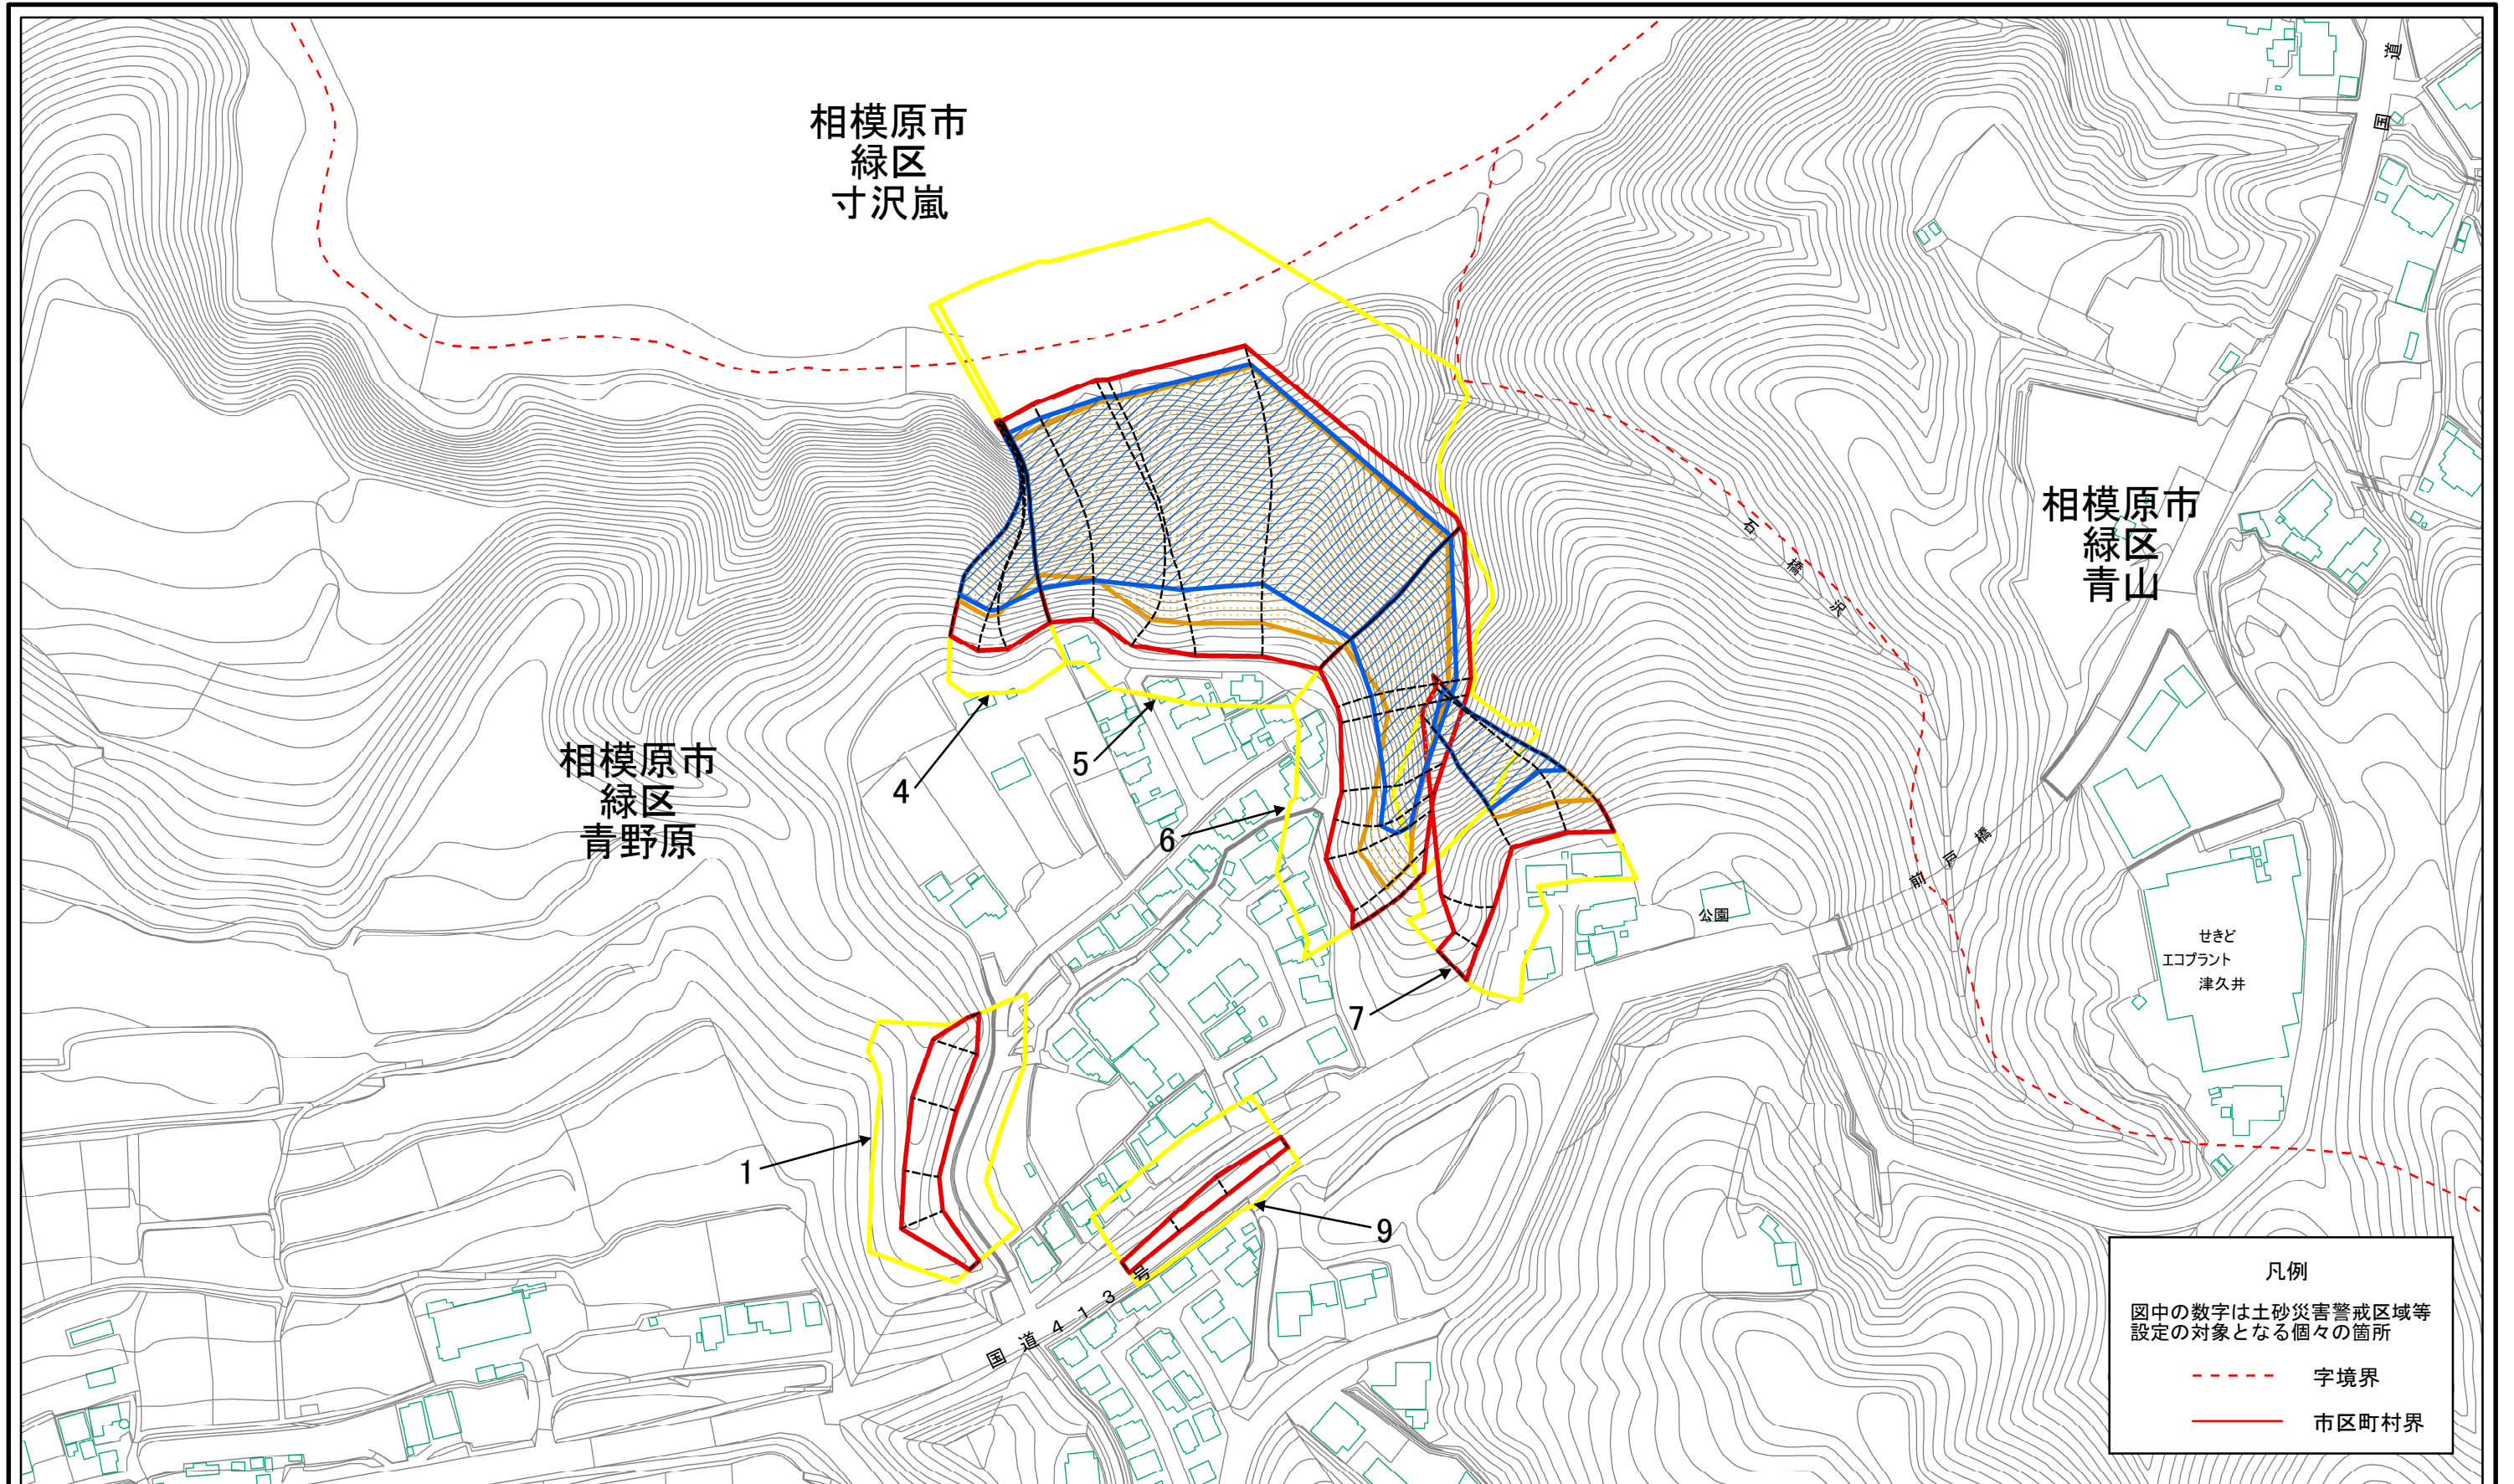 相模原市
緑区
寸沢嵐
国道
相模原市
緑区
青山
石橋沢
相模原市
緑区
青野原
4
5
6
7
1
9
公園
前戸橋
せきど
エコプラント
津久井
国道413号
凡例
図中の数字は土砂災害警戒区域等
設定の対象となる個々の箇所
字境界
市区町村界